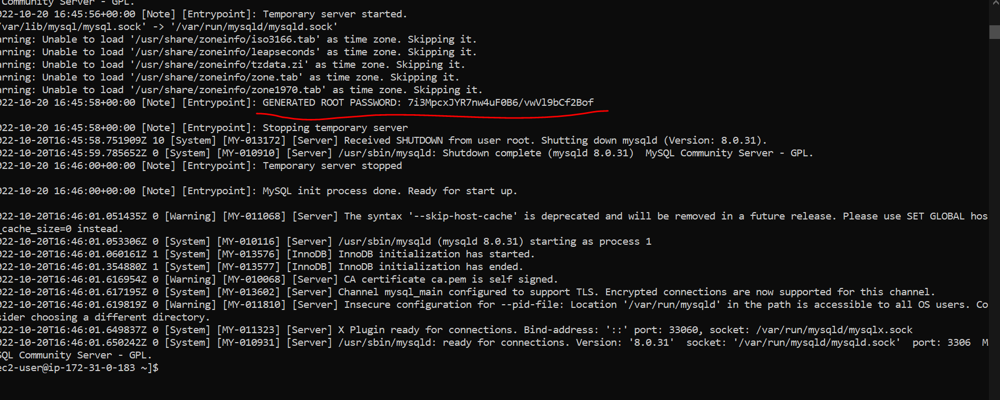 Community Server - GPL.
022-10-20 16:45:56+00:00 [Note] [Entrypoint]: Temporary server started.
/var/lib/mysql/mysql.sock' -> '/var/run/mysqld/mysqld.sock'
arning: Unable to load '/usr/share/zoneinfo/iso3166.tab' as time zone. Skipping it.
arning: Unable to load '/usr/share/zoneinfo/leapseconds' as time zone. Skipping it.
arning: Unable to load '/usr/share/zoneinfo/tzdata.zi' as time zone. Skipping it.
arning: Unable to load '/usr/share/zoneinfo/zone.tab' as time zone. Skipping it.
arning: Unable to load '/usr/share/zoneinfo/zone1970.tab' as time zone. Skipping it.
022-10-20 16:45:58+00:00 [Note] [Entrypoint]: GENERATED ROOT PASSWORD: 7i3MpcxJYR7nw4uF0B6/vwVl9bCf2Bof
022-10-20 16:45:58+00:00 [Note] [Entrypoint]: Stopping temporary server
022-10-20T16:45:58.751909Z 10 [System] [MY-013172] [Server] Received SHUTDOWN from user root. Shutting down mysqld (Version: 8.0.31).
022-10-20T16:45:59.785652Z 0 [System] [MY-010910] [Server] /usr/sbin/mysqld: Shutdown complete (mysqld 8.0.31)  MySQL Community Server - GPL.
022-10-20 16:46:00+00:00 [Note] [Entrypoint]: Temporary server stopped
022-10-20 16:46:00+00:00 [Note] [Entrypoint]: MySQL init process done. Ready for start up.
022-10-20T16:46:01.051435Z 0 [Warning] [MY-011068] [Server] The syntax '--skip-host-cache' is deprecated and will be removed in a future release. Please use SET GLOBAL hos
_cache_size=0 instead.
022-10-20T16:46:01.053306Z 0 [System] [MY-010116] [Server] /usr/sbin/mysqld (mysqld 8.0.31) starting as process 1
022-10-20T16:46:01.060161Z 1 [System] [MY-013576] [InnoDB] InnoDB initialization has started.
022-10-20T16:46:01.354880Z 1 [System] [MY-013577] [InnoDB] InnoDB initialization has ended.
022-10-20T16:46:01.616954Z 0 [Warning] [MY-010068] [Server] CA certificate ca.pem is self signed.
022-10-20T16:46:01.617195Z 0 [System] [MY-013602] [Server] Channel mysql_main configured to support TLS. Encrypted connections are now supported for this channel.
022-10-20T16:46:01.619819Z 0 [Warning] [MY-011810] [Server] Insecure configuration for --pid-file: Location '/var/run/mysqld' in the path is accessible to all OS users. Co
sider choosing a different directory.
022-10-20T16:46:01.649837Z 0 [System] [MY-011323] [Server] X Plugin ready for connections. Bind-address: '::' port: 33060, socket: /var/run/mysqld/mysqlx.sock
022-10-20T16:46:01.650242Z 0 [System] [MY-010931] [Server] /usr/sbin/mysqld: ready for connections. Version: '8.0.31'  socket: '/var/run/mysqld/mysqld.sock'  port: 3306  M
SQL Community Server - GPL.
ec2-user@ip-172-31-0-183 ~]$